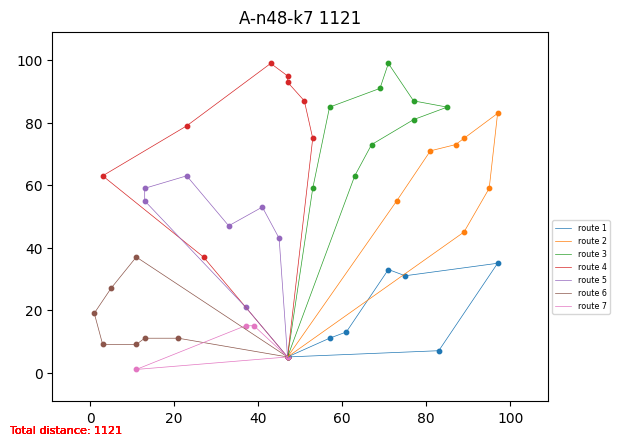 A-n48-k7 1121
100
80
60
40
20
0
0 20 40 60 80 100
route 1
route 2
route 3
route 4
route 5
route 6
route 7
Total distance: 1121